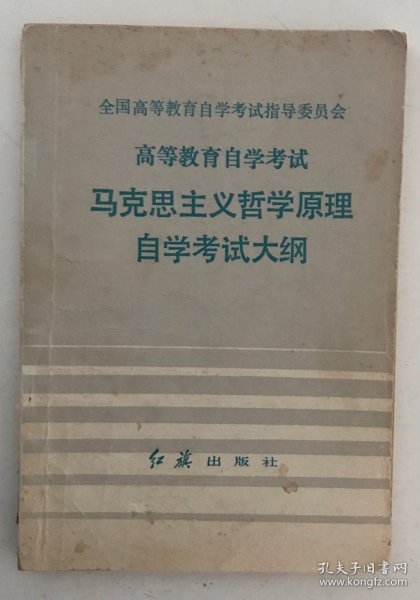 全国高等教育自学考试指导委员会
高等教育自学考试
马克思主义哲学原理
自学考试大纲
红旗出版社
孔夫子旧书网
www.kongfz.com